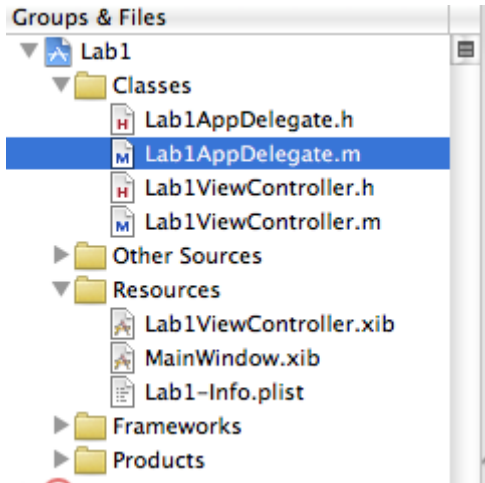 Groups & Files
Lab1
Classes
H Lab1AppDelegate.h
M Lab1AppDelegate.m
H Lab1ViewController.h
M Lab1ViewController.m
Other Sources
Resources
Lab1ViewController.xib
MainWindow.xib
Lab1-Info.plist
Frameworks
Products